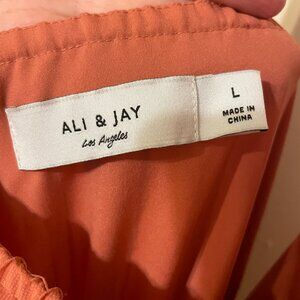 ALI & JAY
Los Angeles
L
MADE IN
CHINA